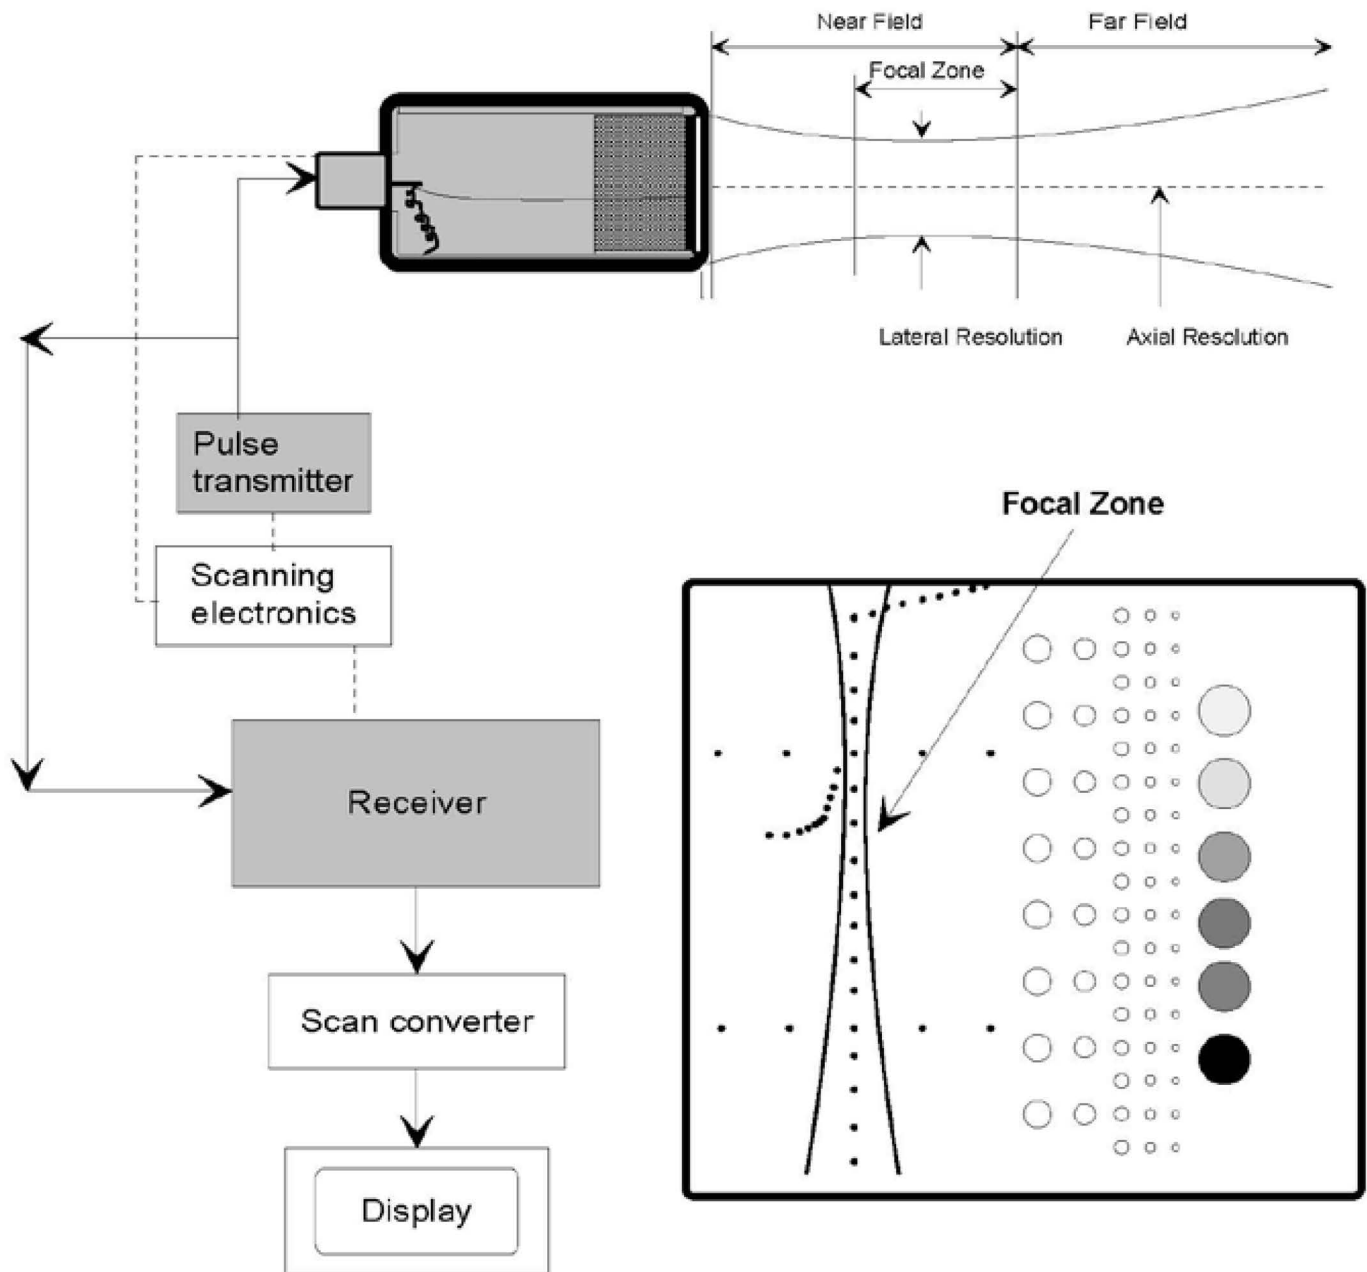 Near Field
Far Field
Focal Zone
Lateral Resolution
Axial Resolution
Pulse
transmitter
Scanning
electronics
Focal Zone
Receiver
Scan converter
Display